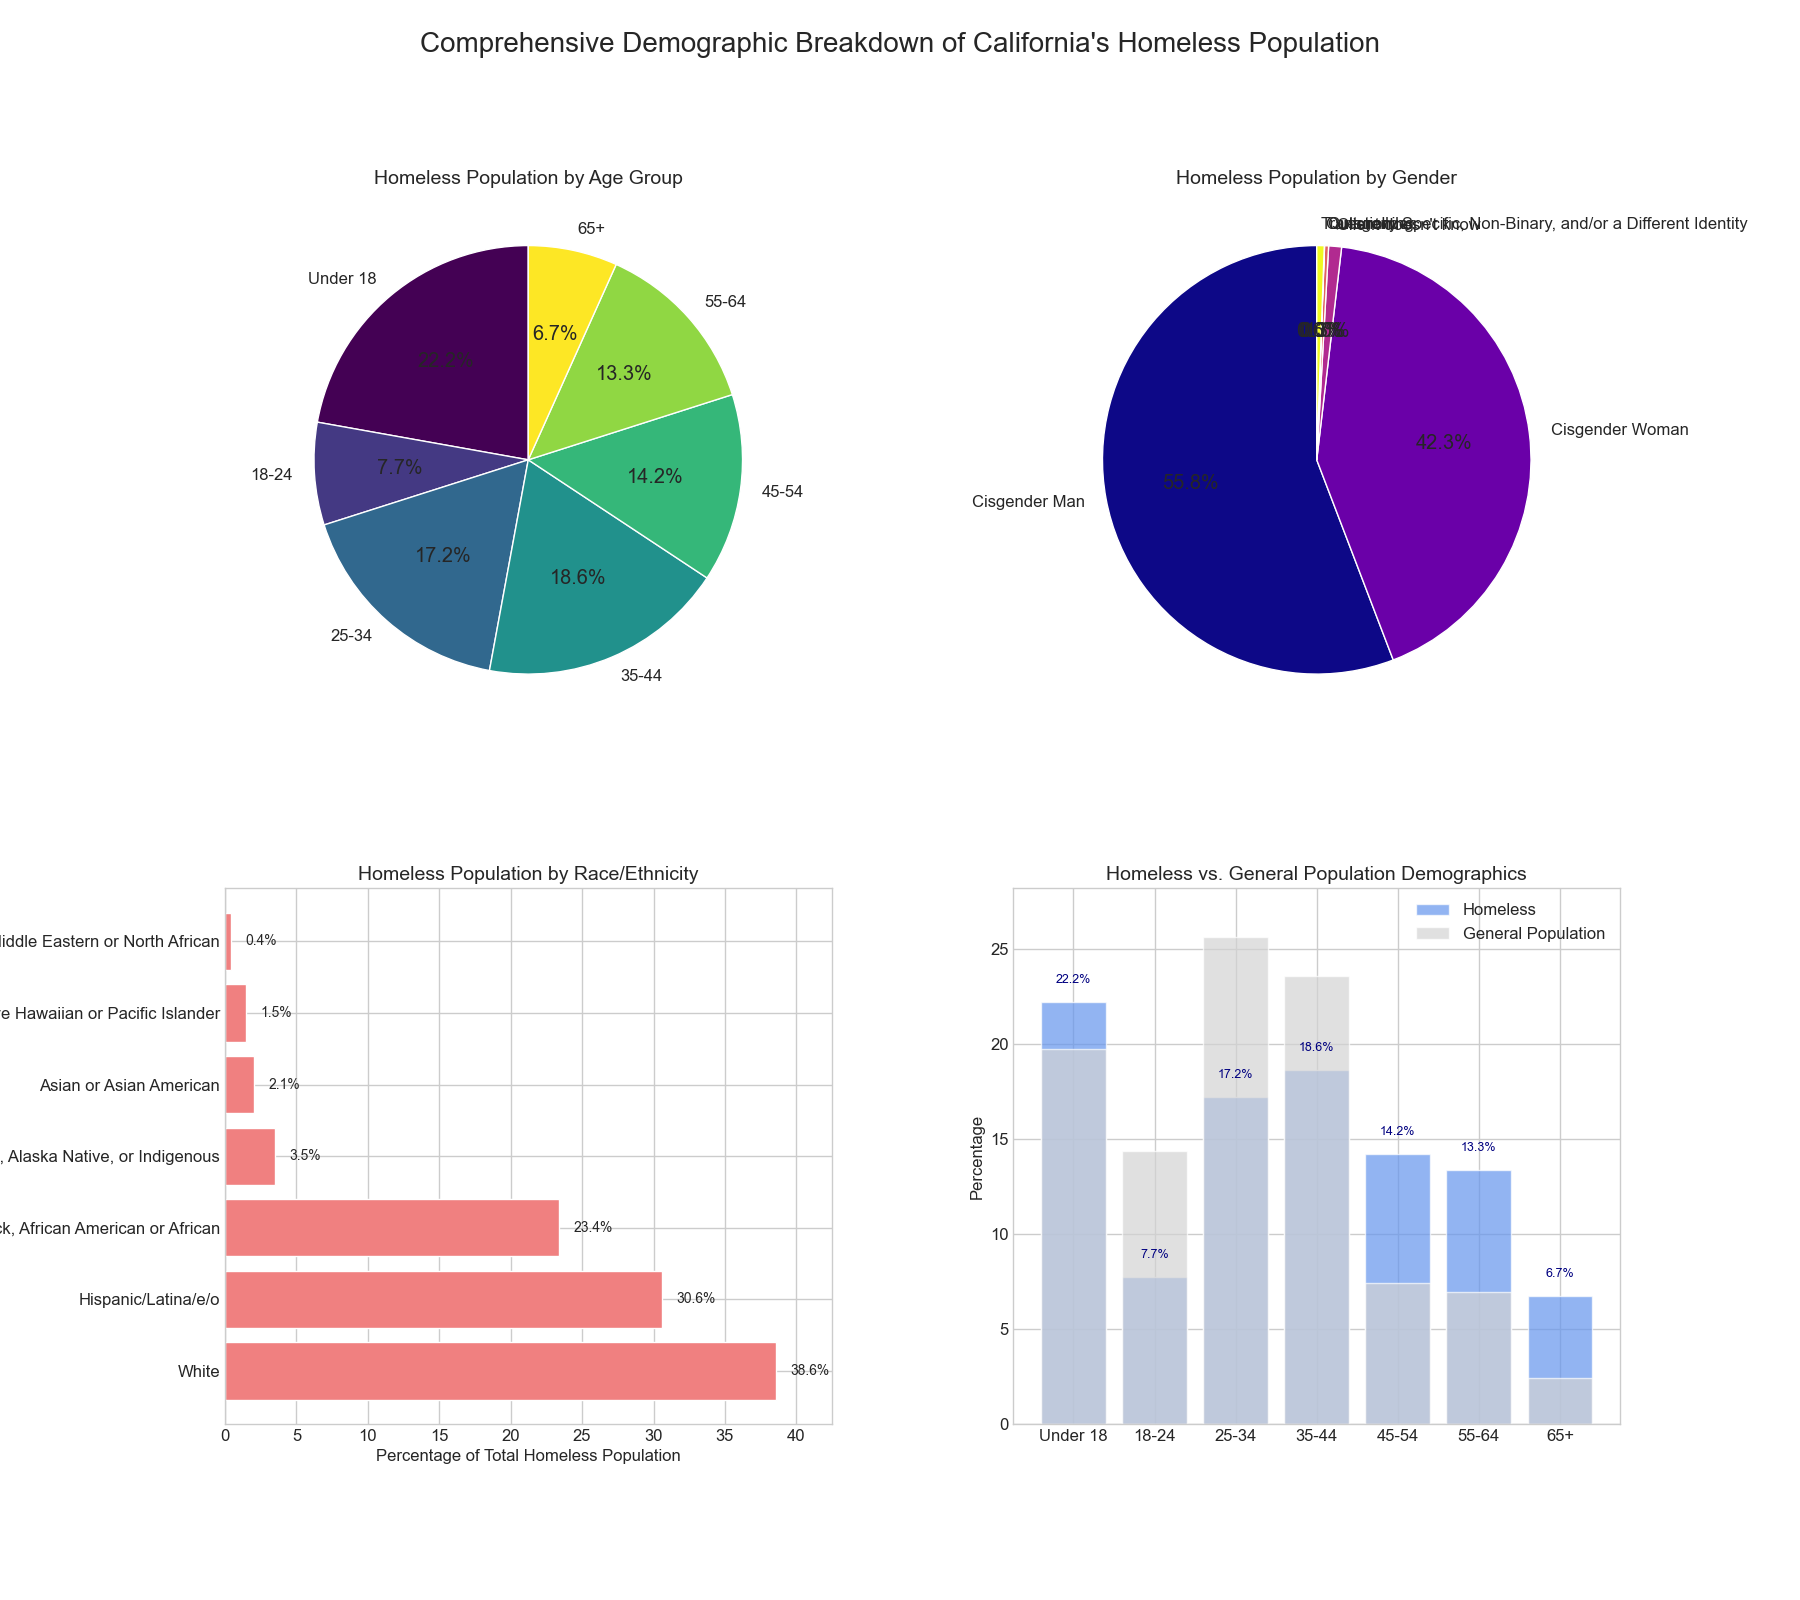 Comprehensive Demographic Breakdown of California's Homeless Population
Homeless Population by Age Group
65+
Under 18
55-64
6.7%
22.2%
13.3%
18-24
7.7%
14.2%
45-54
17.2%
18.6%
25-34
35-44
Homeless Population by Gender
Specific, Non-Binary, and/or a Different Identity
know
Cisgender Woman
42.3%
55.8%
Cisgender Man
Homeless Population by Race/Ethnicity
Middle Eastern or North African
0.4%
Hawaiian or Pacific Islander
1.5%
Asian or Asian American
2.1%
, Alaska Native, or Indigenous
3.5%
African American or African
23.4%
Hispanic/Latina/e/o
30.6%
White
38.6%
0 5 10 15 20 25 30 35 40
Percentage of Total Homeless Population
Homeless vs. General Population Demographics
Homeless
General Population
25
20
15
10
5
0
Percentage
22.2%
7.7%
17.2%
18.6%
14.2%
13.3%
6.7%
Under 18 18-24 25-34 35-44 45-54 55-64 65+